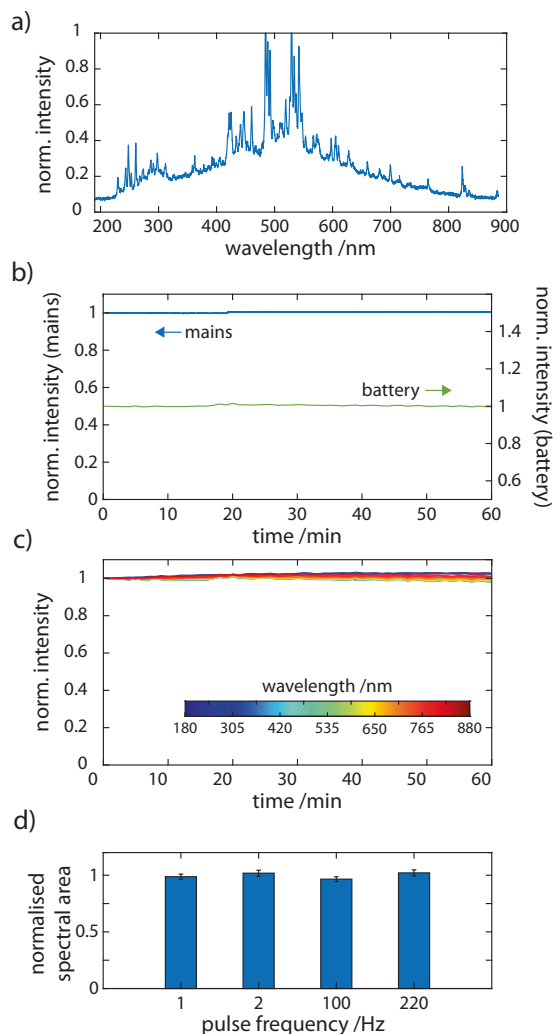 a)
norm. intensity
1
0.8
0.6
0.4
0.2
0
200 300 400 500 600 700 800 900
wavelength /nm
b)
norm. intensity (mains)
1
0.8
0.6
0.4
0.2
0
mains
battery
1.4
1.2
1
0.8
0.6
norm. intensity (battery)
0 10 20 30 40 50 60
time /min
c)
norm. intensity
1
0.8
0.6
0.4
0.2
0
wavelength /nm
180 305 420 535 650 765 880
0 10 20 30 40 50 60
time /min
d)
normalised
spectral area
1
0.5
0
1 2 100 220
pulse frequency /Hz